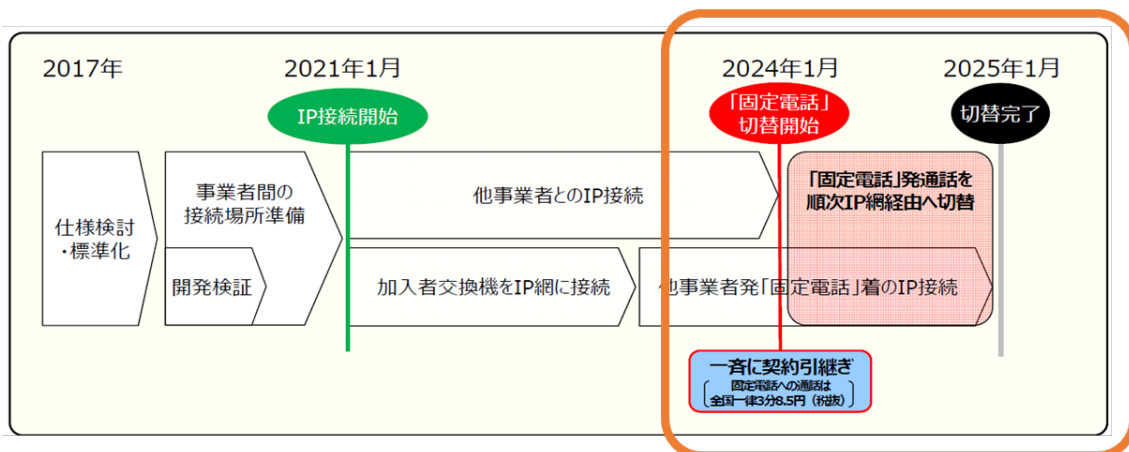 2017年
2021年1月
2024年1月
2025年1月
IP接続開始
「固定電話」
切替開始
切替完了
仕様検討
・標準化
事業者間の
接続場所準備
開発検証
他事業者とのIP接続
加入者交換機をIP網に接続
他事業者発「固定電話」着のIP接続
「固定電話」発通話を
順次IP網経由へ切替
一斉に契約引継ぎ
固定電話への通話は
全国一律3分8.5円（税抜）